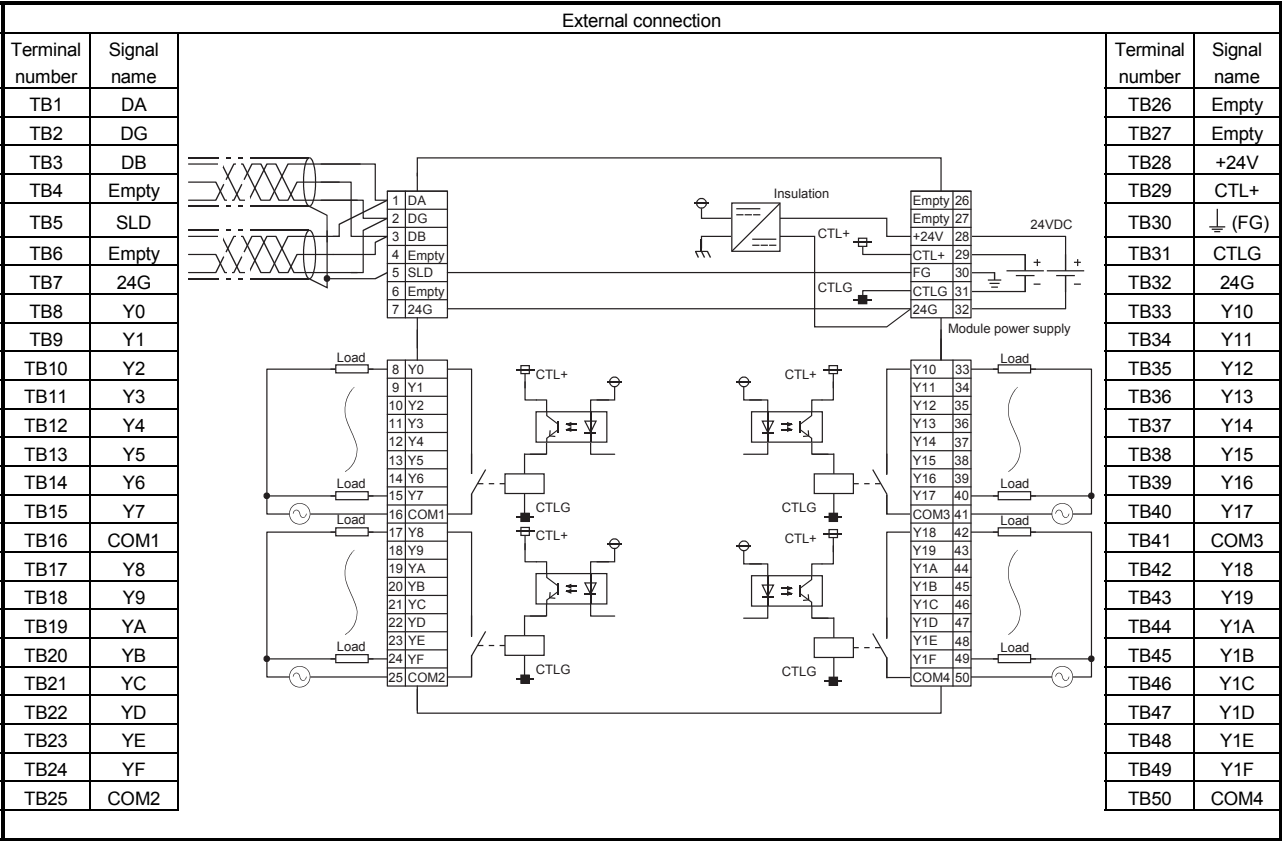 External connection
Terminal number Signal name
TB1 DA
TB2 DG
TB3 DB
TB4 Empty
TB5 SLD
TB6 Empty
TB7 24G
TB8 Y0
TB9 Y1
TB10 Y2
TB11 Y3
TB12 Y4
TB13 Y5
TB14 Y6
TB15 Y7
TB16 COM1
TB17 Y8
TB18 Y9
TB19 YA
TB20 YB
TB21 YC
TB22 YD
TB23 YE
TB24 YF
TB25 COM2
1 DA
2 DG
3 DB
4 Empty
5 SLD
6 Empty
7 24G
Insulation
CTL+
CTLG
Empty 26
Empty 27
+24V 28
CTL+ 29
FG 30
CTLG 31
24G 32
24VDC
+ +
– –
Module power supply
Load
8 Y0
9 Y1
10 Y2
11 Y3
12 Y4
13 Y5
14 Y6
Load
15 Y7
16 COM1
Load
17 Y8
18 Y9
19 YA
20 YB
21 YC
22 YD
23 YE
Load
24 YF
25 COM2
CTL+
CTLG
CTL+
CTLG
CTL+
CTLG
CTL+
CTLG
Y10 33
Load
Y11 34
Y12 35
Y13 36
Y14 37
Y15 38
Y16 39
Load
Y17 40
COM3 41
Load
Y18 42
Y19 43
Y1A 44
Y1B 45
Y1C 46
Y1D 47
Y1E 48
Load
Y1F 49
COM4 50
Terminal number Signal name
TB26 Empty
TB27 Empty
TB28 +24V
TB29 CTL+
TB30 (FG)
TB31 CTLG
TB32 24G
TB33 Y10
TB34 Y11
TB35 Y12
TB36 Y13
TB37 Y14
TB38 Y15
TB39 Y16
TB40 Y17
TB41 COM3
TB42 Y18
TB43 Y19
TB44 Y1A
TB45 Y1B
TB46 Y1C
TB47 Y1D
TB48 Y1E
TB49 Y1F
TB50 COM4